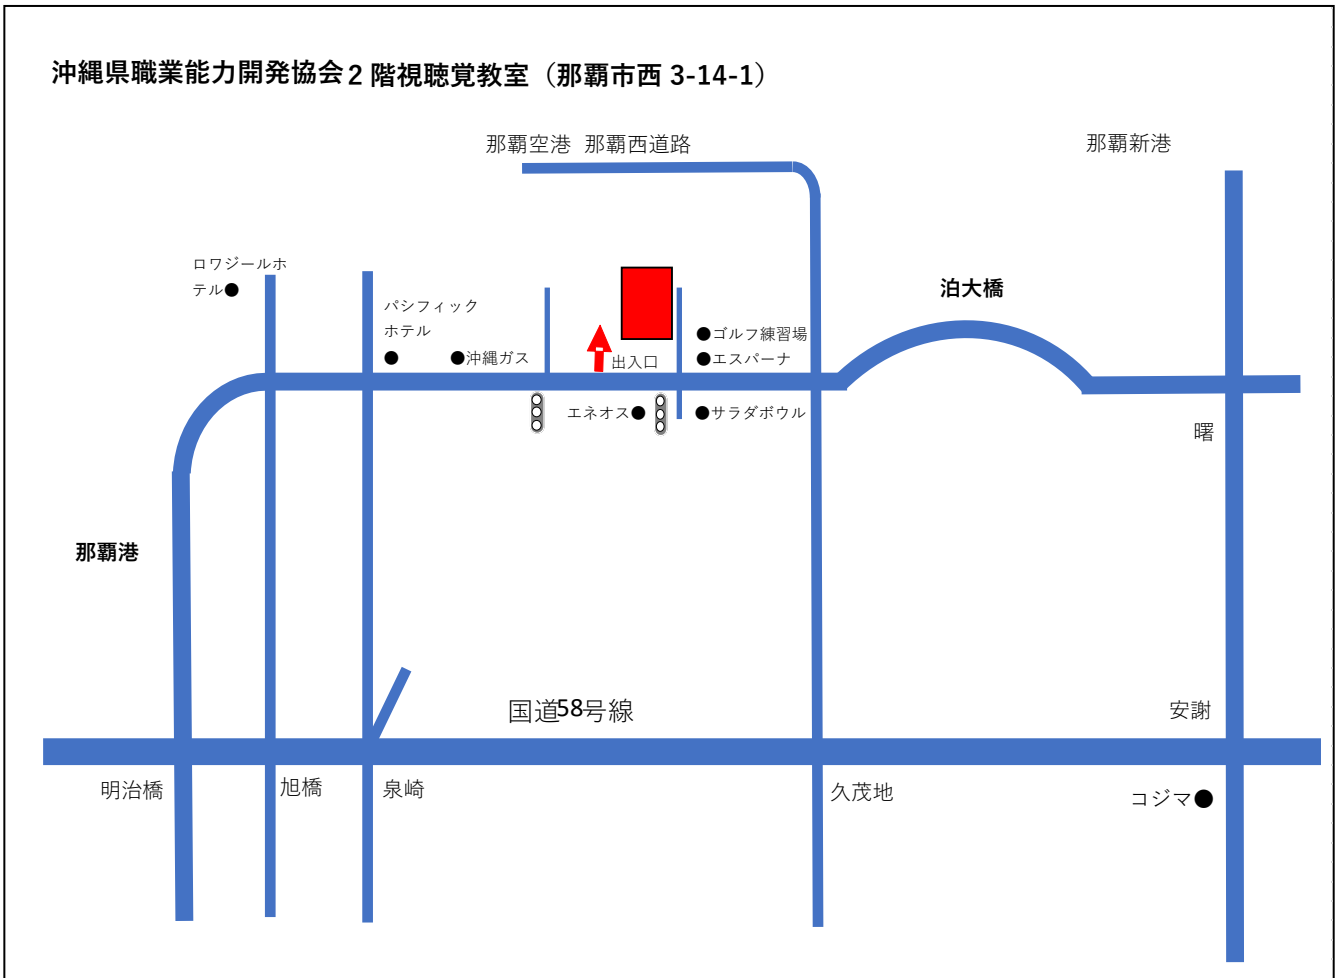 沖縄県職業能力開発協会2階視聴覚教室（那覇市西 3-14-1）
那覇空港 那覇西道路
那覇新港
ロワジールホ
テル●
パシフィック
ホテル
●
●沖縄ガス
出入口
●ゴルフ練習場
●エスパーナ
泊大橋
エネオス●
●サラダボウル
曙
那覇港
国道58号線
安謝
明治橋
旭橋
泉崎
久茂地
コジマ●